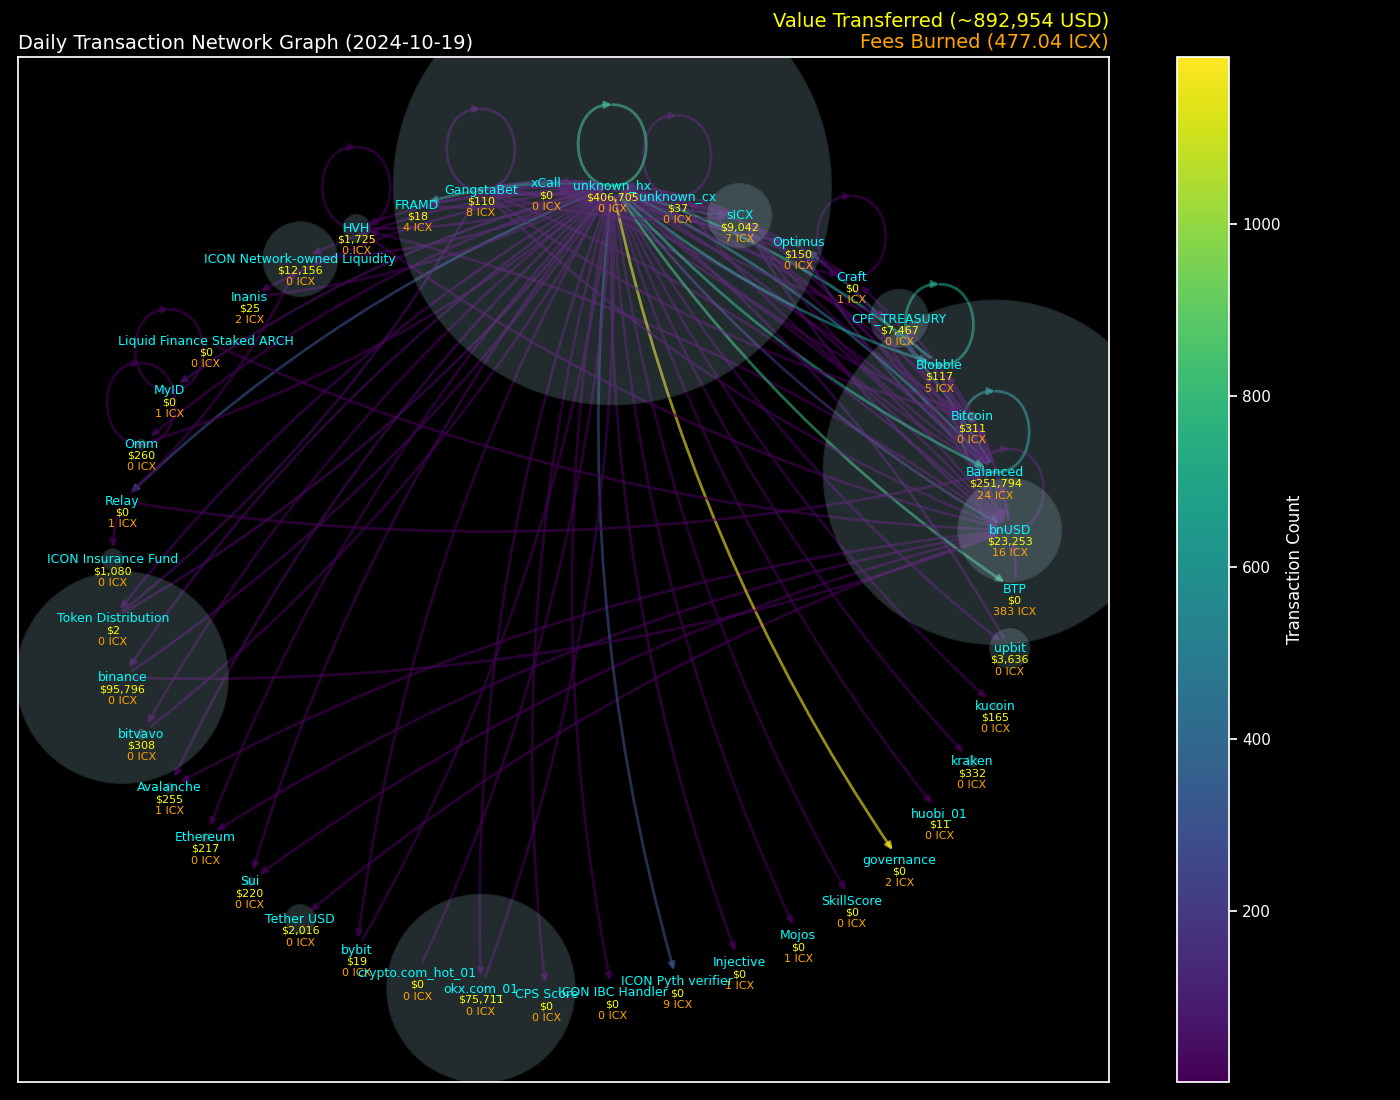 Value Transferred (~892,954 USD)
Daily Transaction Network Graph (2024-10-19)
Fees Burned (477.04 ICX)
unknown_hx
$406,705
0 ICX
xCall
$0
0 ICX
GangstaBet
$110
8 ICX
unknown_cx
$37
0 ICX
FRAMD
$18
4 ICX
sICX
$9,042
7 ICX
HVH
$1,725
0 ICX
Optimus
$150
0 ICX
ICON Network-owned Liquidity
$12,156
0 ICX
Craft
$0
1 ICX
Inanis
$25
2 ICX
CPF_TREASURY
$7,467
0 ICX
Liquid Finance Staked ARCH
$0
0 ICX
Blobble
$117
5 ICX
MyID
$0
1 ICX
Bitcoin
$311
0 ICX
Omm
$260
0 ICX
Balanced
$251,794
24 ICX
Relay
$0
1 ICX
bnUSD
$23,253
16 ICX
ICON Insurance Fund
$1,080
0 ICX
BTP
$0
383 ICX
Token Distribution
$2
0 ICX
upbit
$3,636
0 ICX
binance
$95,796
0 ICX
kucoin
$165
0 ICX
bitvavo
$308
0 ICX
kraken
$332
0 ICX
Avalanche
$255
1 ICX
huobi_01
$11
0 ICX
Ethereum
$217
0 ICX
governance
$0
2 ICX
Sui
$220
0 ICX
SkillScore
$0
0 ICX
Tether USD
$2,016
0 ICX
Mojos
$0
1 ICX
bybit
$19
0 ICX
Injective
$0
1 ICX
crypto.com_hot_01
$0
0 ICX
ICON Pyth verifier
$0
9 ICX
okx.com_01
$75,711
0 ICX
CPS Score
$0
0 ICX
ICON IBC Handler
$0
0 ICX
1000
800
600
400
200
Transaction Count